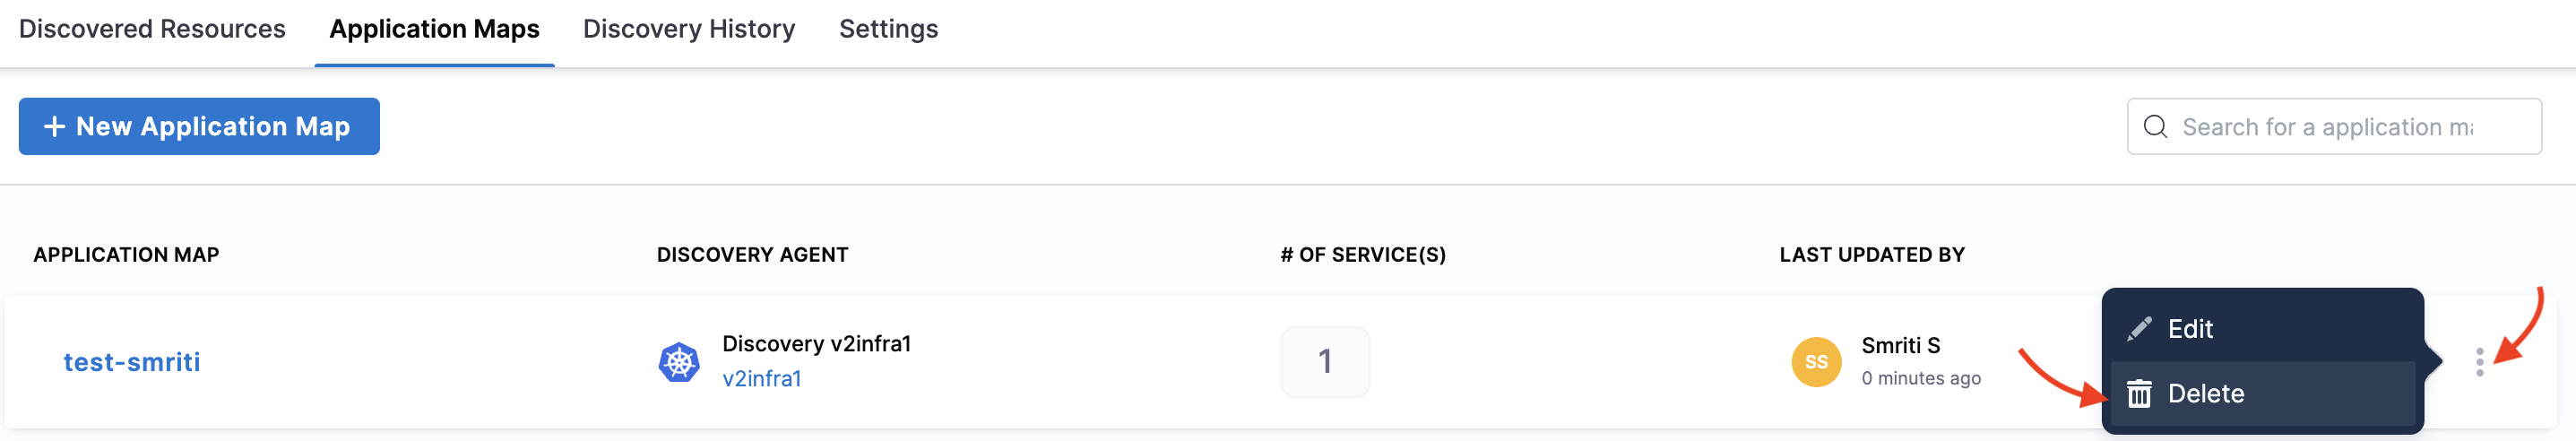 Discovered Resources Application Maps Discovery History Settings
+ New Application Map
Search for a application ma
APPLICATION MAP DISCOVERY AGENT # OF SERVICE(S) LAST UPDATED BY
test-smriti
Discovery v2infra1
v2infra1
1
SS
Smriti S
0 minutes ago
Edit
Delete